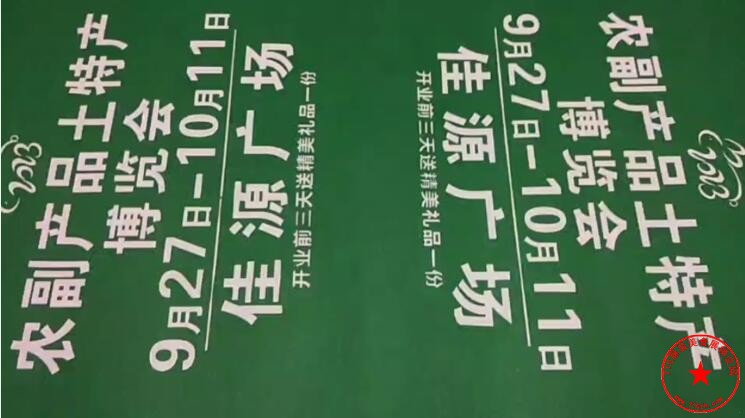 农副产品土特产
博览会
9月27日-10月11日
佳源广场
开业前三天送精美礼品一份
农副产品土特产
博览会
9月27日-10月11日
佳源广场
开业前三天送精美礼品一份